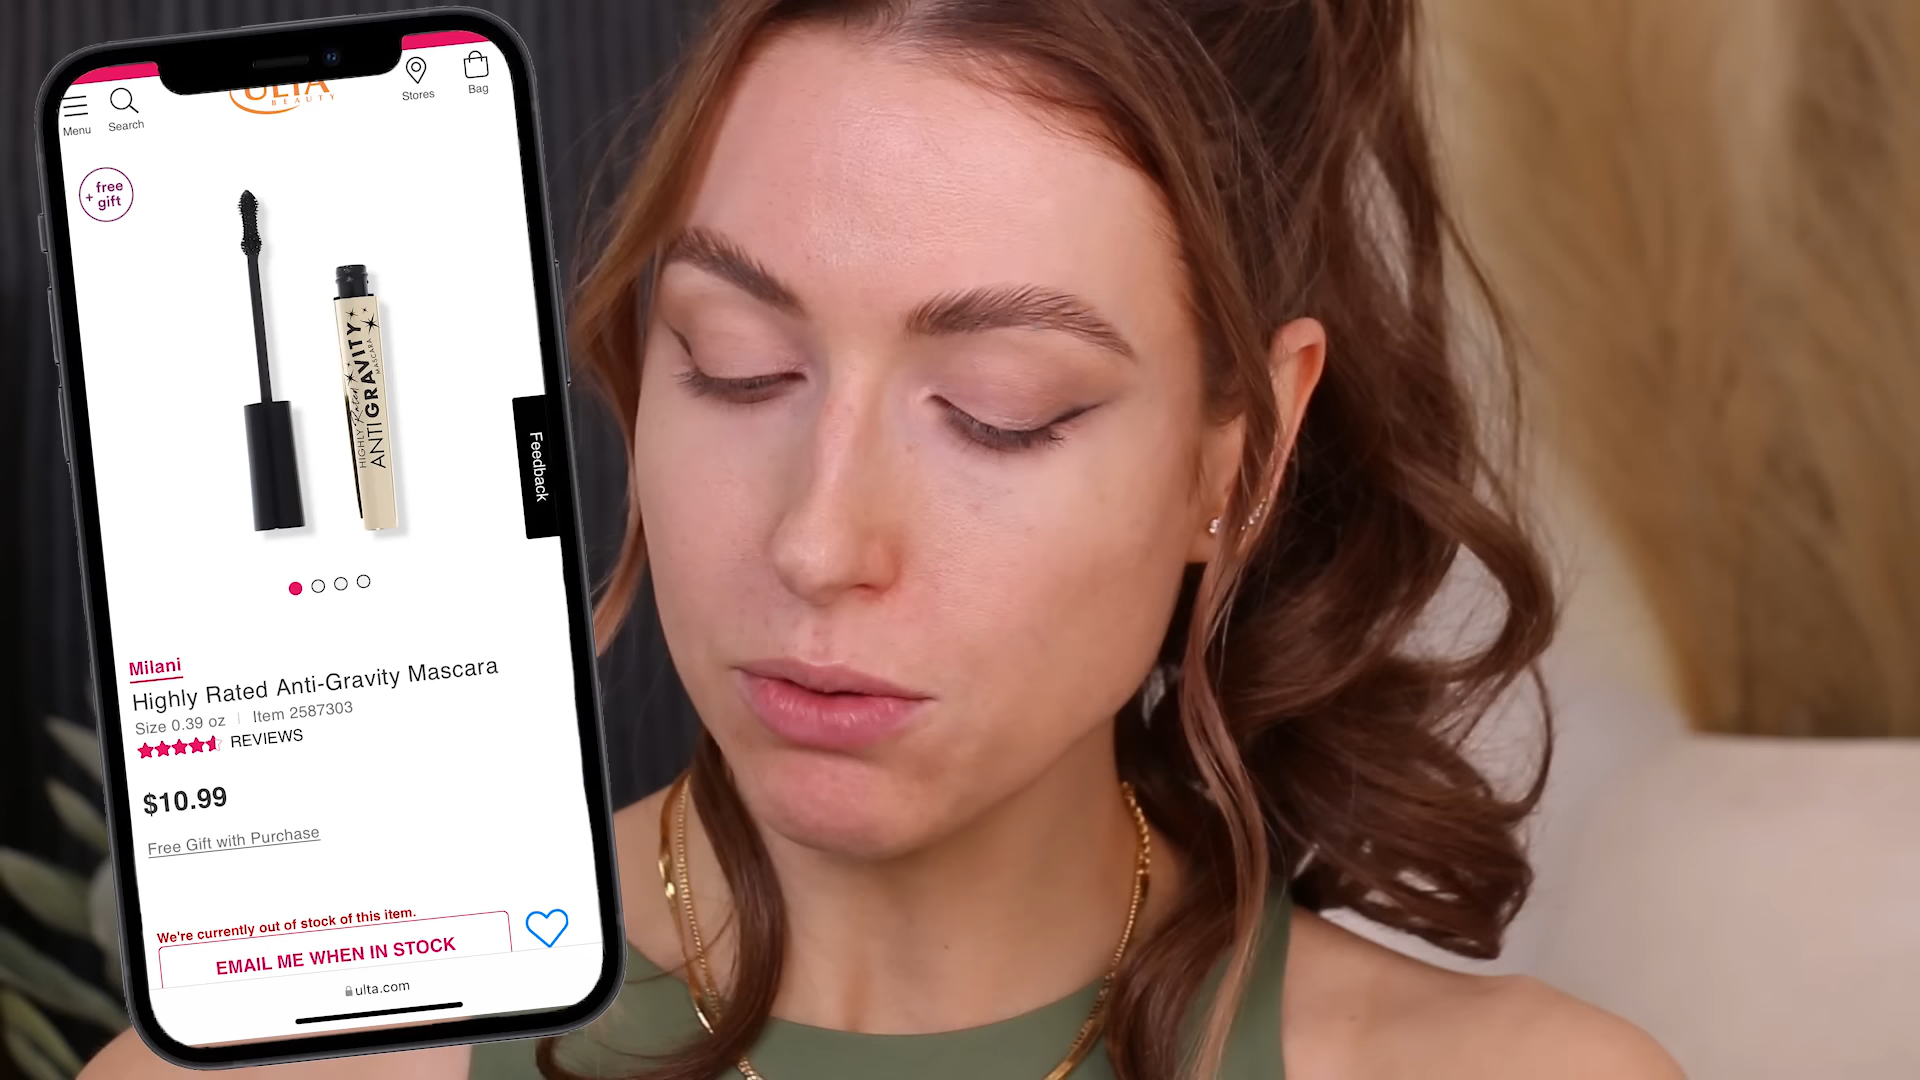 ULTA
BEAUTY
Menu
Search
Stores
Bag
+ free
gift
HIGHLY Rated
ANTIGRAVITY
MASCARA
Feedback
Milani
Highly Rated Anti-Gravity Mascara
Size 0.39 oz | Item 2587303
REVIEWS
$10.99
Free Gift with Purchase
We're currently out of stock of this item.
EMAIL ME WHEN IN STOCK
ulta.com